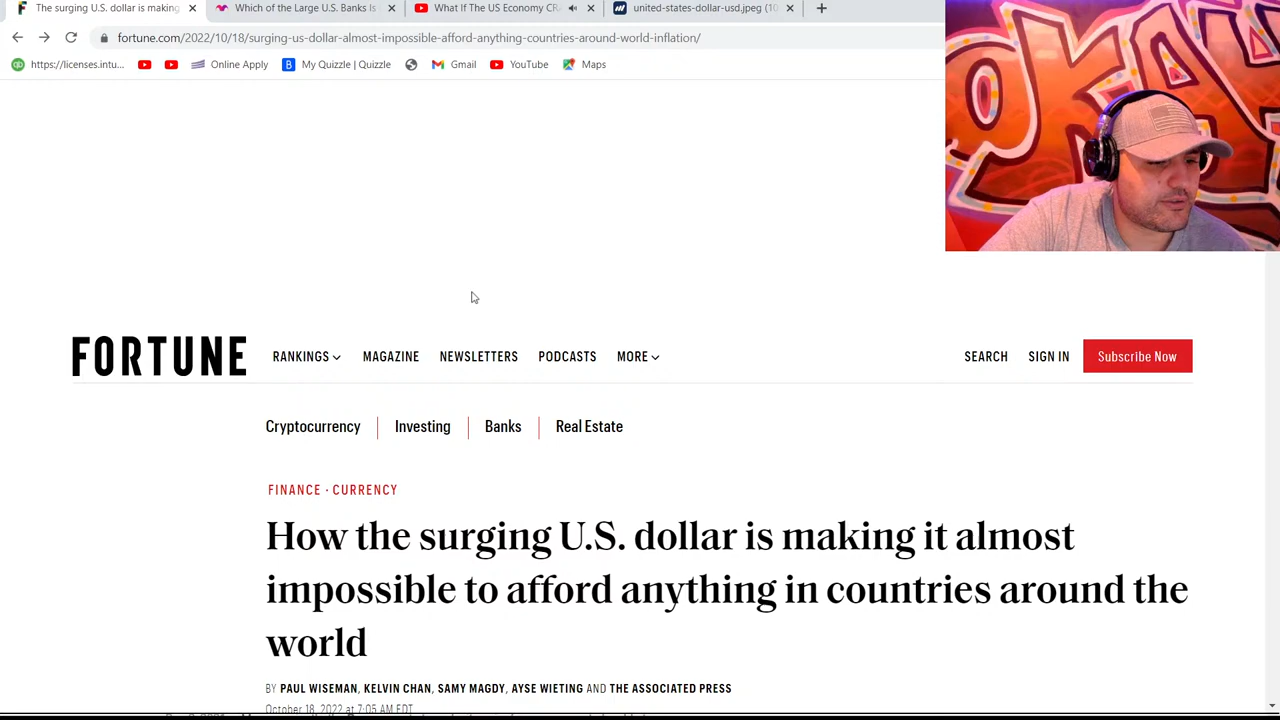 The surging U.S. dollar is making
Which of the Large U.S. Banks Is
What If The US Economy CRA
united-states-dollar-usd.jpeg (10
fortune.com/2022/10/18/surging-us-dollar-almost-impossible-afford-anything-countries-around-world-inflation/
https://licenses.intu...
Online Apply
My Quizzle | Quizzle
Gmail
YouTube
Maps
OKAY
FORTUNE
RANKINGS
MAGAZINE
NEWSLETTERS
PODCASTS
MORE
SEARCH
SIGN IN
Subscribe Now
Cryptocurrency
Investing
Banks
Real Estate
FINANCE · CURRENCY
How the surging U.S. dollar is making it almost
impossible to afford anything in countries around the
world
BY PAUL WISEMAN, KELVIN CHAN, SAMY MAGDY, AYSE WIETING AND THE ASSOCIATED PRESS
October 18, 2022 at 7:05 AM EDT